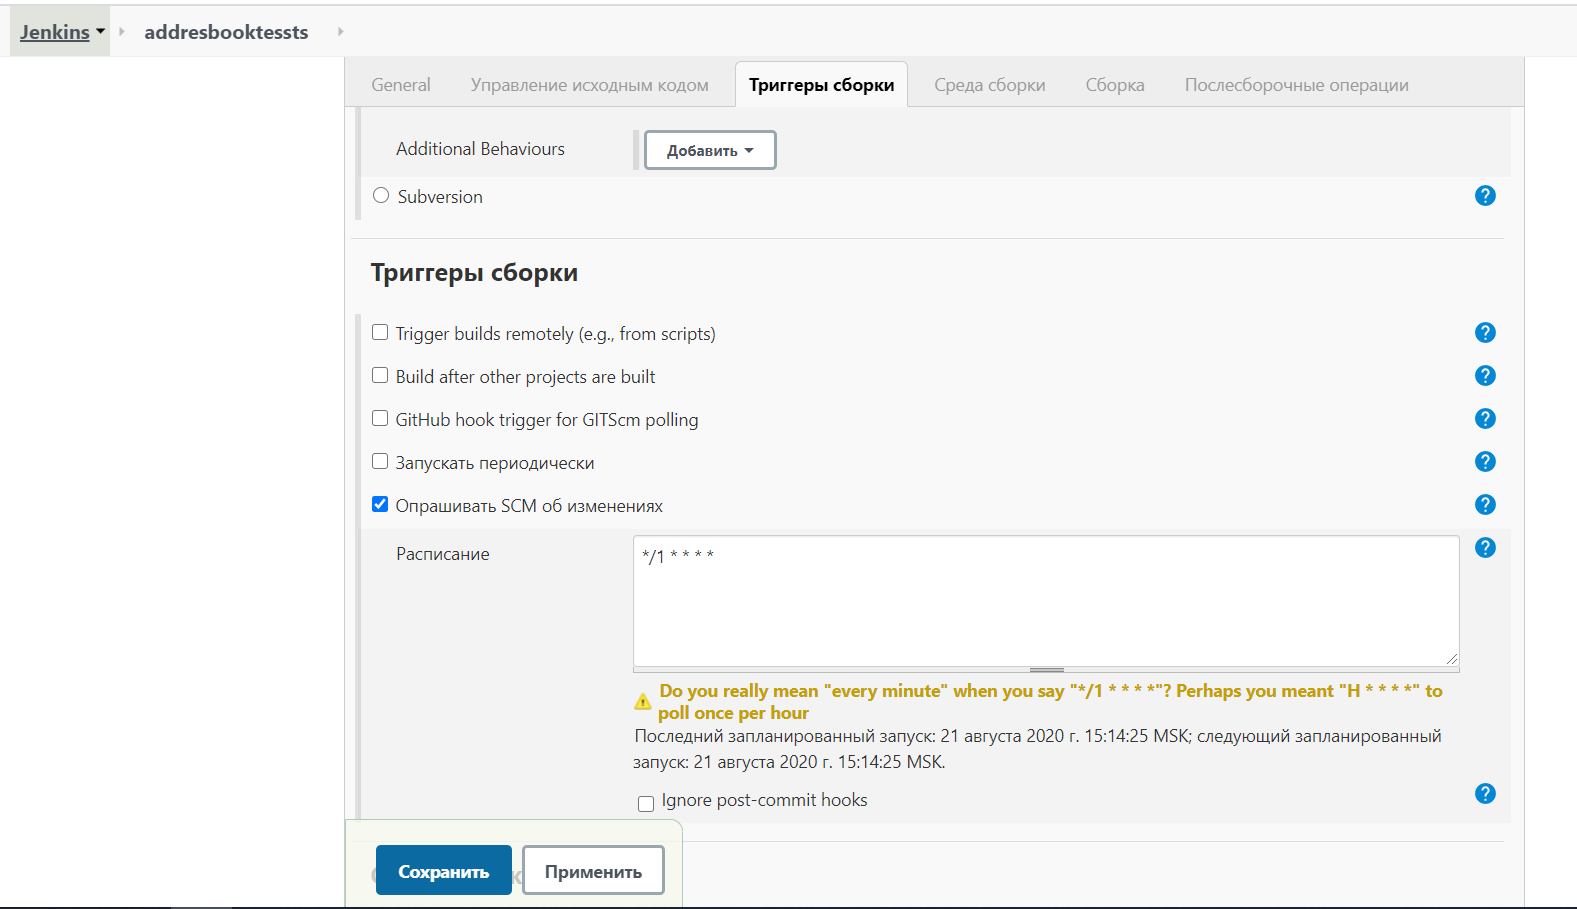 Jenkins addresbooktessts
General Управление исходным кодом Триггеры сборки Среда сборки Сборка Послесборочные операции
Additional Behaviours Добавить
Subversion
Триггеры сборки
Trigger builds remotely (e.g., from scripts)
Build after other projects are built
GitHub hook trigger for GITScm polling
Запускать периодически
Опрашивать SCM об изменениях
Расписание */1 * * * *
Do you really mean "every minute" when you say "*/1 * * * *"? Perhaps you meant "H * * * *" to
poll once per hour
Последний запланированный запуск: 21 августа 2020 г. 15:14:25 MSK; следующий запланированный
запуск: 21 августа 2020 г. 15:14:25 MSK.
Ignore post-commit hooks
Сохранить Применить